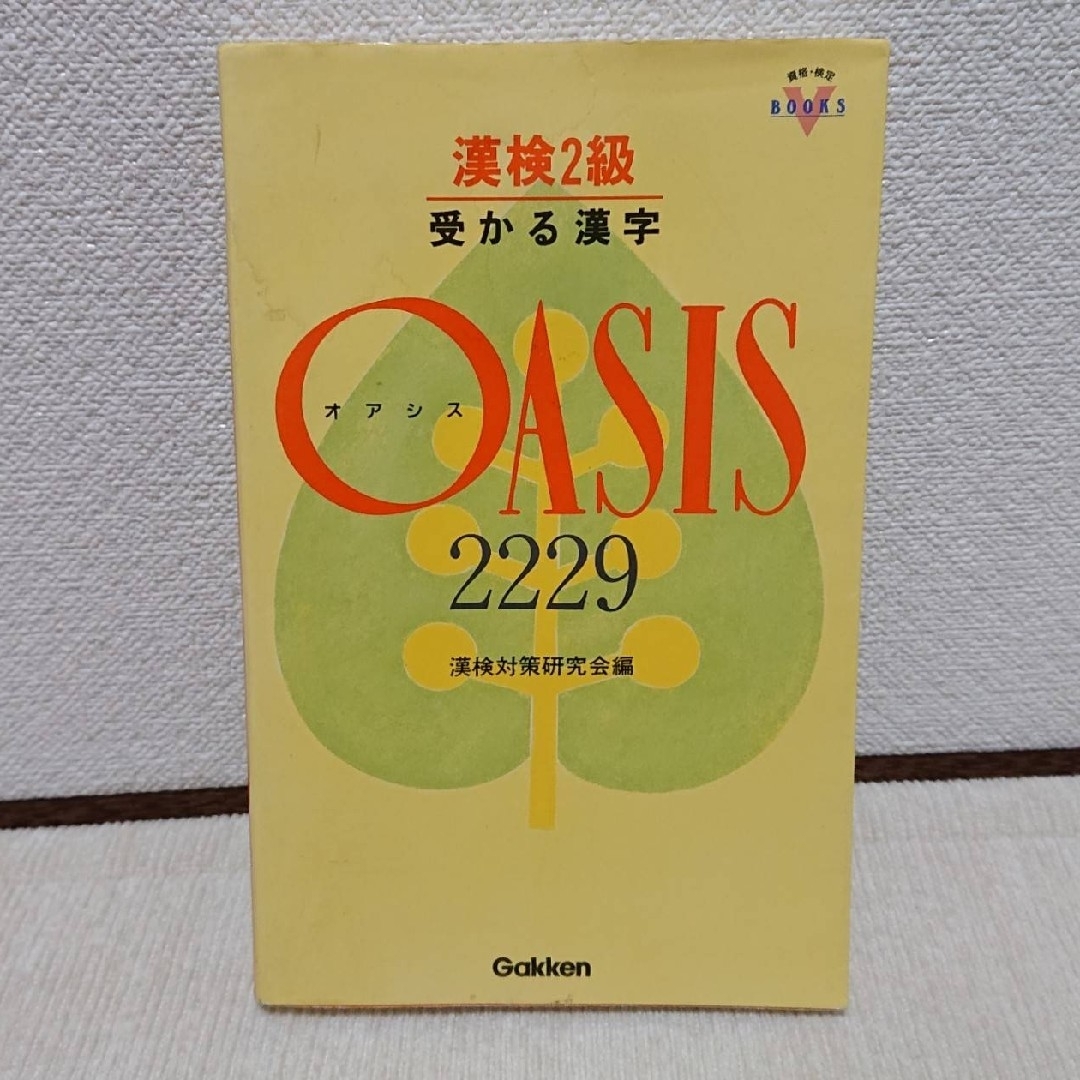 資格・検定
V
BOOKS
漢検2級
受かる漢字
OASIS
オアシス
2229
漢検対策研究会編
Gakken